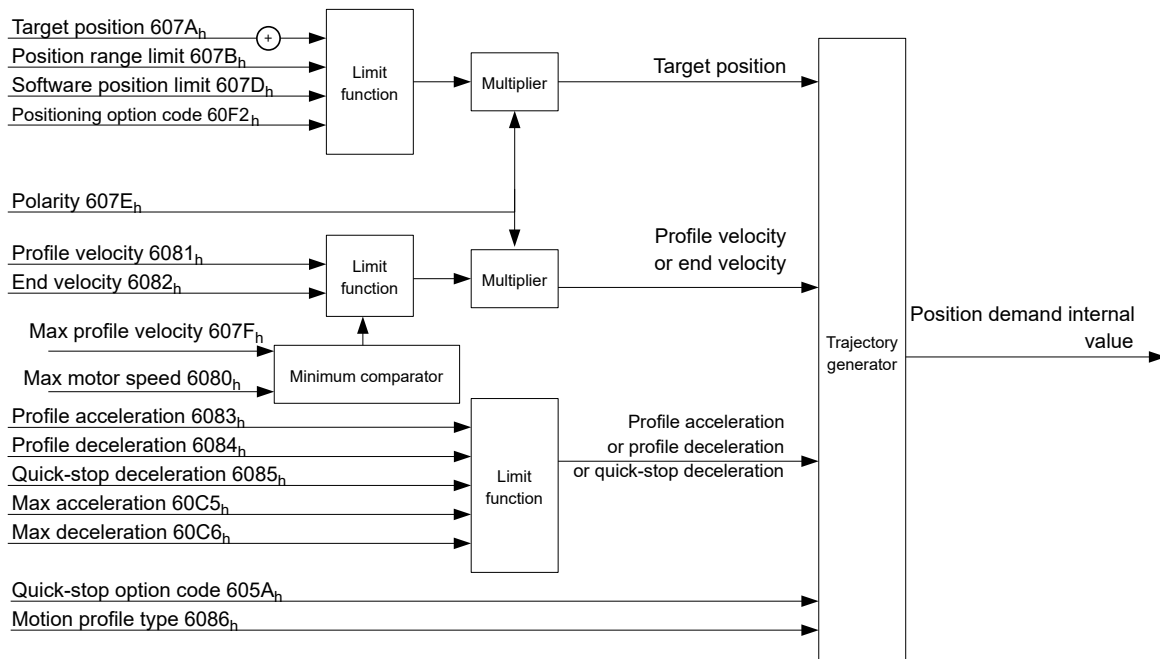 Target position 607Ah
+
Position range limit 607Bh
Software position limit 607Dh
Positioning option code 60F2h
Limit
function
Multiplier
Target position
Polarity 607Eh
Profile velocity 6081h
End velocity 6082h
Limit
function
Multiplier
Profile velocity
or end velocity
Max profile velocity 607Fh
Max motor speed 6080h
Minimum comparator
Profile acceleration 6083h
Profile deceleration 6084h
Quick-stop deceleration 6085h
Max acceleration 60C5h
Max deceleration 60C6h
Limit
function
Profile acceleration
or profile deceleration
or quick-stop deceleration
Quick-stop option code 605Ah
Motion profile type 6086h
Trajectory
generator
Position demand internal
value